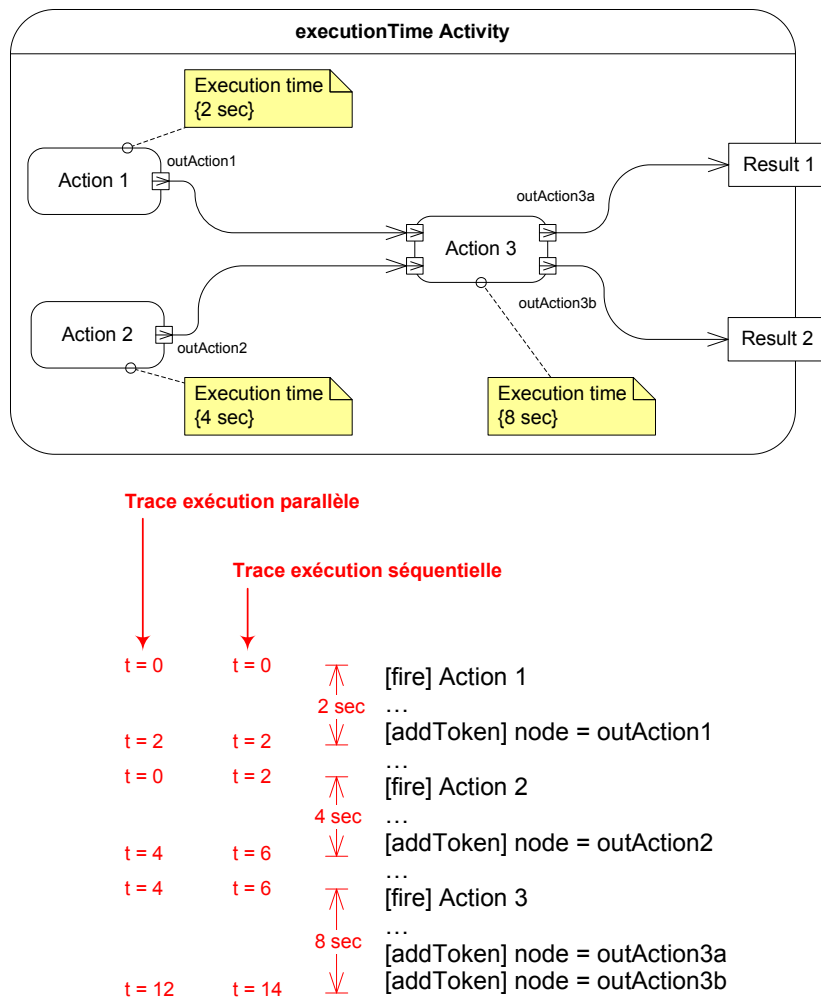 executionTime Activity
Execution time
{2 sec}
Action 1
outAction1
Result 1
outAction3a
Action 3
Action 2
outAction2
outAction3b
Result 2
Execution time
{4 sec}
Execution time
{8 sec}
Trace exécution parallèle
Trace exécution séquentielle
t = 0 t = 0 [fire] Action 1
2 sec …
t = 2 t = 2 [addToken] node = outAction1
…
t = 0 t = 2 [fire] Action 2
4 sec …
t = 4 t = 6 [addToken] node = outAction2
…
t = 4 t = 6 [fire] Action 3
…
8 sec [addToken] node = outAction3a
t = 12 t = 14 [addToken] node = outAction3b